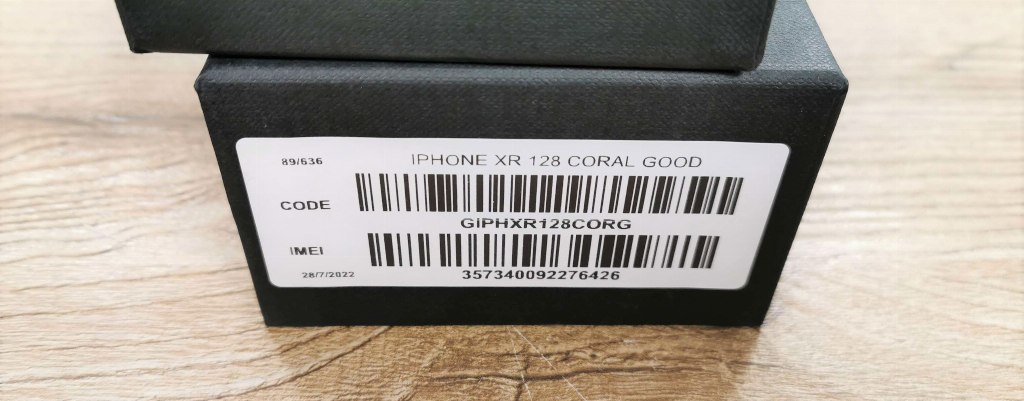 89/636 IPHONE XR 128 CORAL GOOD
CODE
GiPHXR128CORG
IMEI
28/7/2022 357340092276426